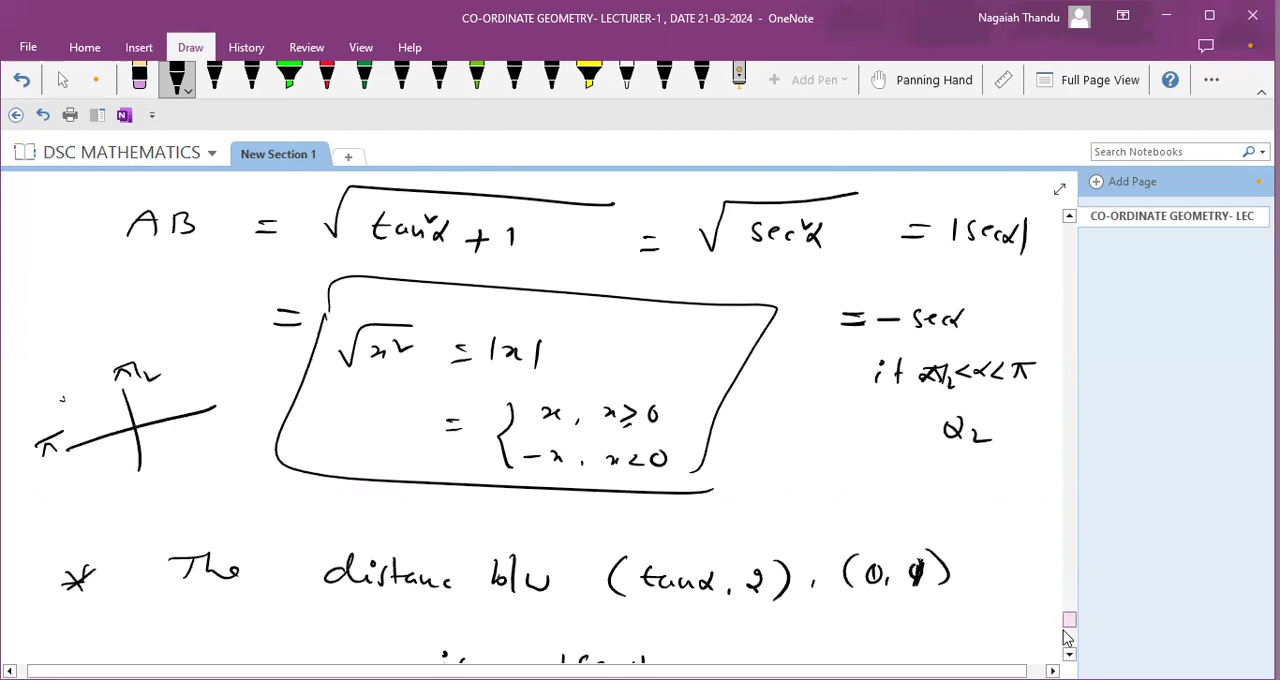 CO-ORDINATE GEOMETRY- LECTURER-1 , DATE 21-03-2024 - OneNote
Nagaiah Thandu
File Home Insert Draw History Review View Help
Add Pen
Panning Hand
Full Page View
DSC MATHEMATICS
New Section 1
Search Notebooks
Add Page
CO-ORDINATE GEOMETRY- LEC
AB = √(tan²α + 1) = √(sec²α) = |secα|
= √x² = |x|
= { x, x ≥ 0
-x, x < 0
= - secα
if π/2 < α < π
Q2
π/2
π
* The distance b/w (tanα, 2), (0, 1)
is